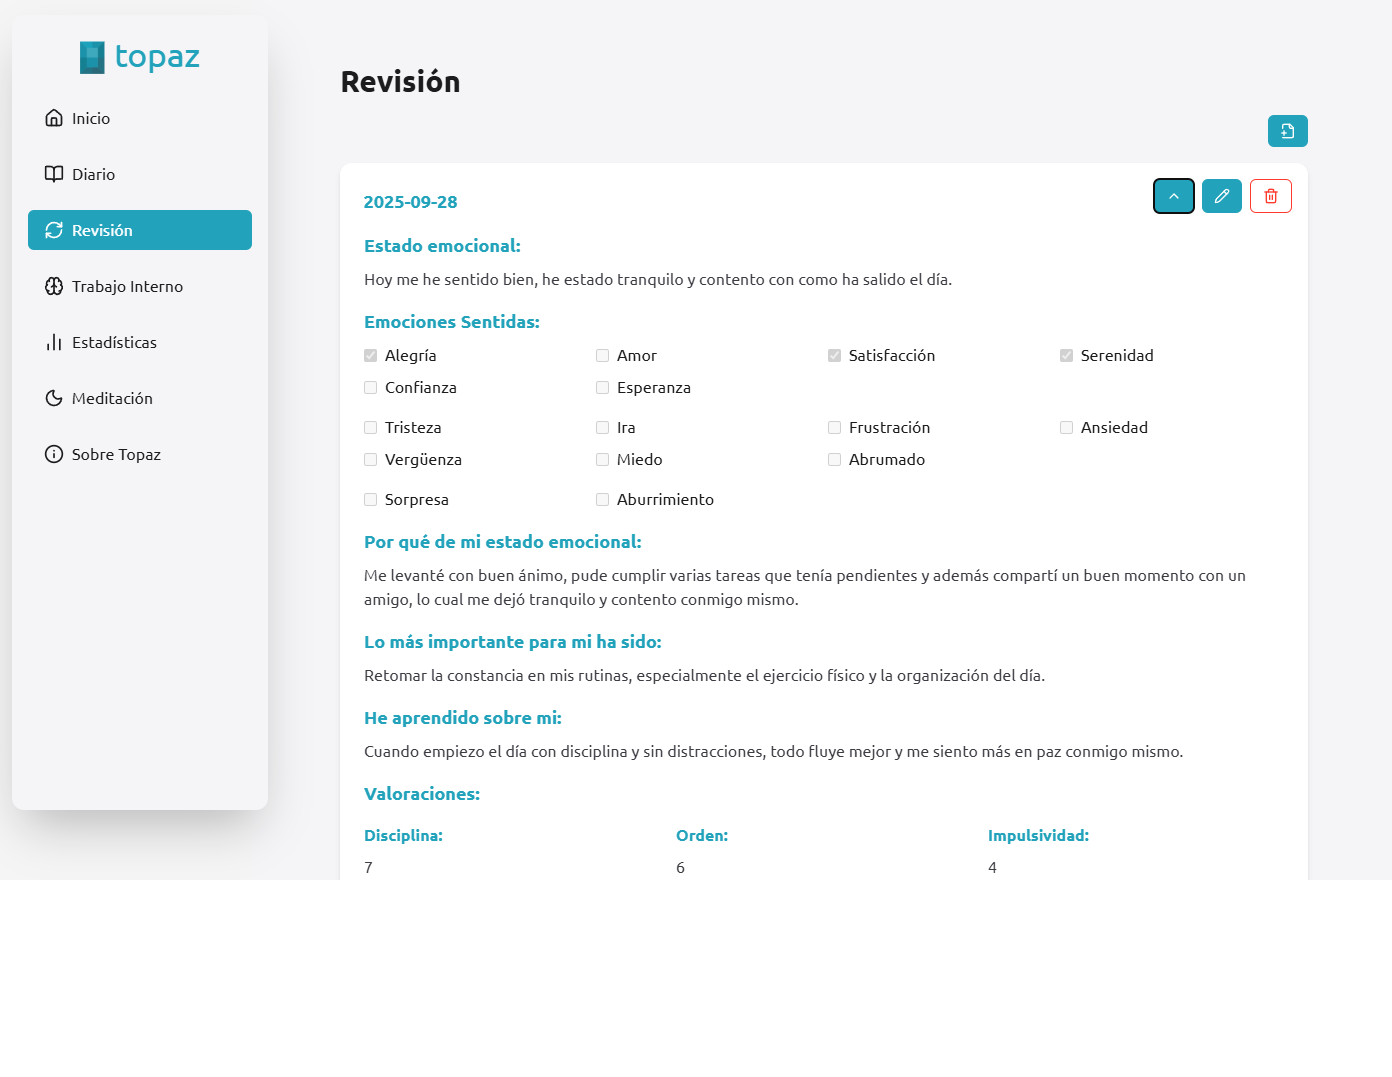 topaz
Inicio
Diario
Revisión
Trabajo Interno
Estadísticas
Meditación
Sobre Topaz
Revisión
2025-09-28
Estado emocional:
Hoy me he sentido bien, he estado tranquilo y contento con como ha salido el día.
Emociones Sentidas:
Alegría Amor Satisfacción Serenidad
Confianza Esperanza
Tristeza Ira Frustración Ansiedad
Vergüenza Miedo Abrumado
Sorpresa Aburrimiento
Por qué de mi estado emocional:
Me levanté con buen ánimo, pude cumplir varias tareas que tenía pendientes y además compartí un buen momento con un
amigo, lo cual me dejó tranquilo y contento conmigo mismo.
Lo más importante para mi ha sido:
Retomar la constancia en mis rutinas, especialmente el ejercicio físico y la organización del día.
He aprendido sobre mi:
Cuando empiezo el día con disciplina y sin distracciones, todo fluye mejor y me siento más en paz conmigo mismo.
Valoraciones:
Disciplina: Orden: Impulsividad:
7 6 4